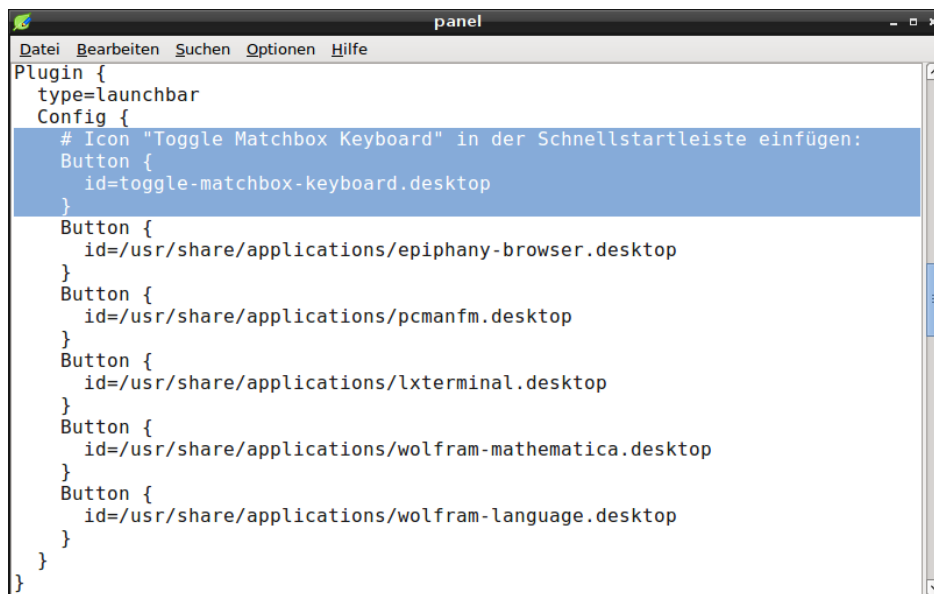 panel
Datei Bearbeiten Suchen Optionen Hilfe
Plugin {
  type=launchbar
  Config {
    # Icon "Toggle Matchbox Keyboard" in der Schnellstartleiste einfügen:
    Button {
      id=toggle-matchbox-keyboard.desktop
    }
    Button {
      id=/usr/share/applications/epiphany-browser.desktop
    }
    Button {
      id=/usr/share/applications/pcmanfm.desktop
    }
    Button {
      id=/usr/share/applications/lxterminal.desktop
    }
    Button {
      id=/usr/share/applications/wolfram-mathematica.desktop
    }
    Button {
      id=/usr/share/applications/wolfram-language.desktop
    }
  }
}